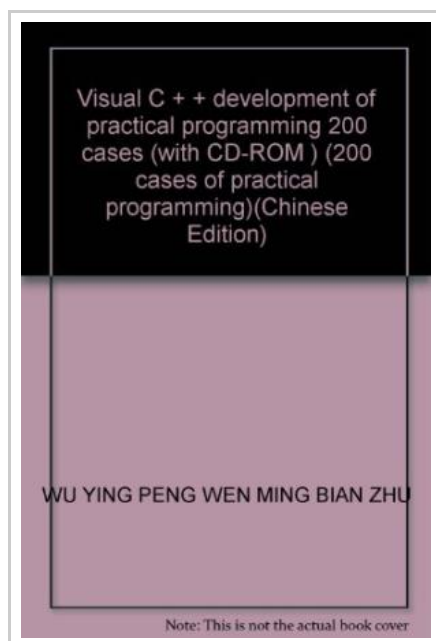 Visual C + + development of
practical programming 200
cases (with CD-ROM ) (200
cases of practical
programming)(Chinese
Edition)
WU YING PENG WEN MING BIAN ZHU
Note: This is not the actual book cover